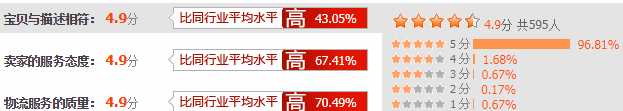 宝贝与描述相符： 4.9分 比同行业平均水平 高 43.05%
卖家的服务态度： 4.9分 比同行业平均水平 高 67.41%
物流服务的质量： 4.9分 比同行业平均水平 高 70.49%
4.9分 共595人
5 分 96.81%
4 分 1.68%
3 分 0.67%
2 分 0.17%
1 分 0.67%